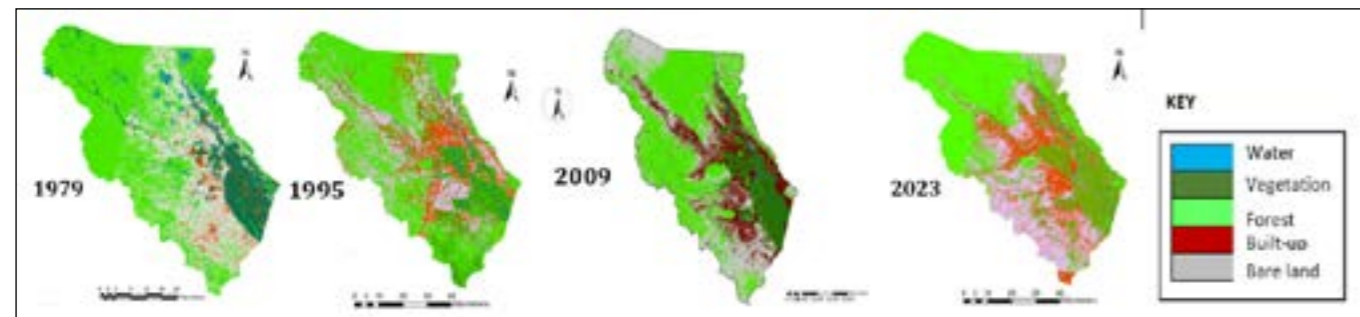 1979
1995
2009
2023
KEY
Water
Vegetation
Forest
Built-up
Bare land